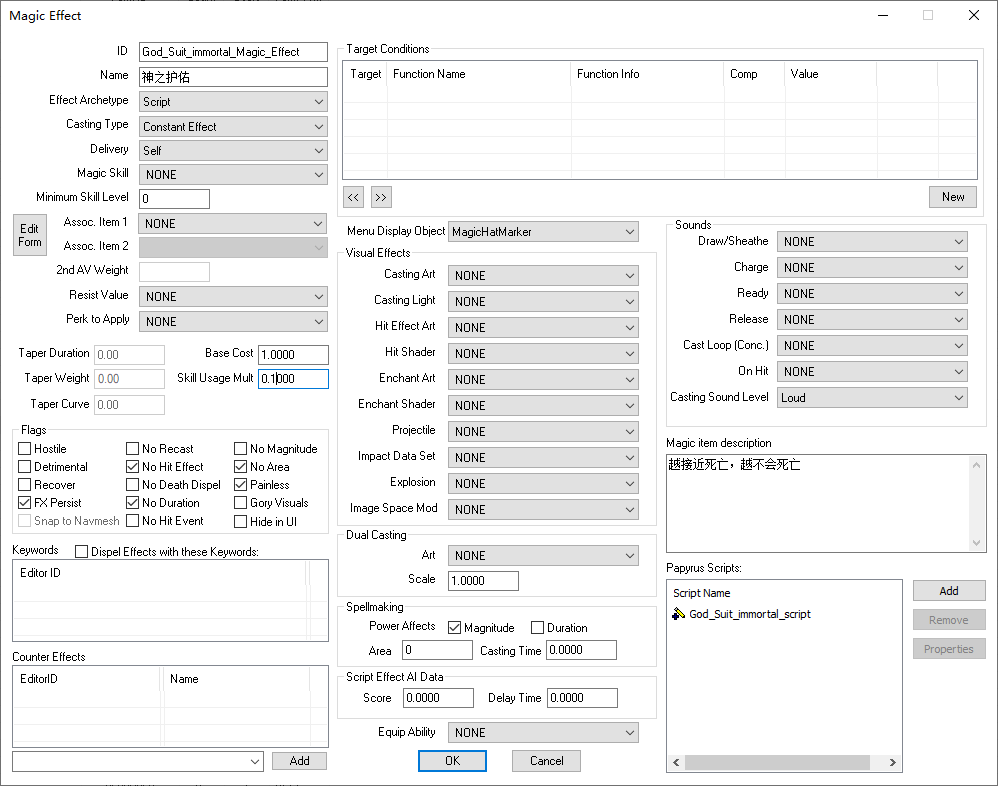 Magic Effect
ID God_Suit_immortal_Magic_Effect
Name 神之护佑
Effect Archetype Script
Casting Type Constant Effect
Delivery Self
Magic Skill NONE
Minimum Skill Level 0
Edit Form
Assoc. Item 1 NONE
Assoc. Item 2
2nd AV Weight
Resist Value NONE
Perk to Apply NONE
Taper Duration 0.00 Base Cost 1.0000
Taper Weight 0.00 Skill Usage Mult 0.1000
Taper Curve 0.00
Flags
Hostile No Recast No Magnitude
Detrimental No Hit Effect No Area
Recover No Death Dispel Painless
FX Persist No Duration Gory Visuals
Snap to Navmesh No Hit Event Hide in UI
Keywords Dispel Effects with these Keywords:
Editor ID
Counter Effects
EditorID Name
Add
Target Conditions
Target Function Name Function Info Comp Value
<< >> New
Menu Display Object MagicHatMarker
Visual Effects
Casting Art NONE
Casting Light NONE
Hit Effect Art NONE
Hit Shader NONE
Enchant Art NONE
Enchant Shader NONE
Projectile NONE
Impact Data Set NONE
Explosion NONE
Image Space Mod NONE
Dual Casting
Art NONE
Scale 1.0000
Spellmaking
Power Affects Magnitude Duration
Area 0 Casting Time 0.0000
Script Effect AI Data
Score 0.0000 Delay Time 0.0000
Equip Ability NONE
OK Cancel
Sounds
Draw/Sheathe NONE
Charge NONE
Ready NONE
Release NONE
Cast Loop (Conc.) NONE
On Hit NONE
Casting Sound Level Loud
Magic item description
越接近死亡，越不会死亡
Papyrus Scripts:
Script Name
God_Suit_immortal_script
Add
Remove
Properties